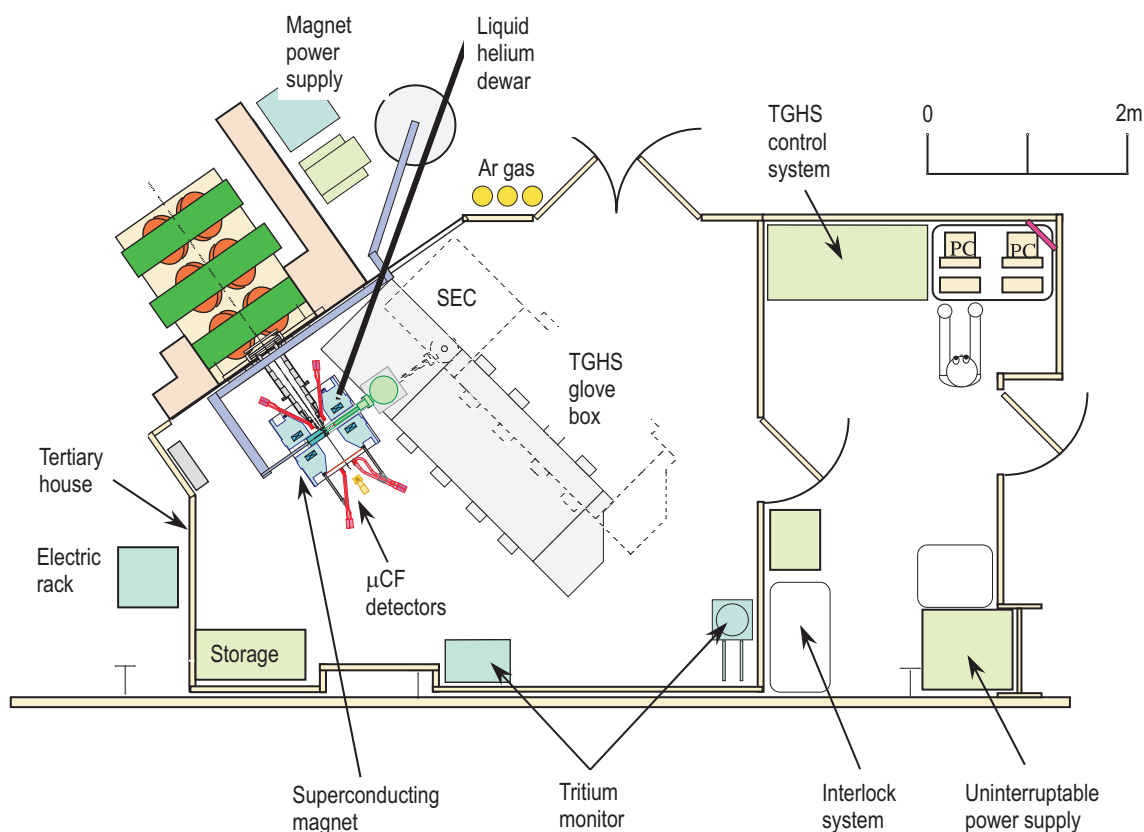 Magnet
power
supply
Liquid
helium
dewar
TGHS
control
system
0
2m
Ar gas
PC
PC
SEC
TGHS
glove
box
Tertiary
house
Electric
rack
μCF
detectors
Storage
Superconducting
magnet
Tritium
monitor
Interlock
system
Uninterruptable
power supply